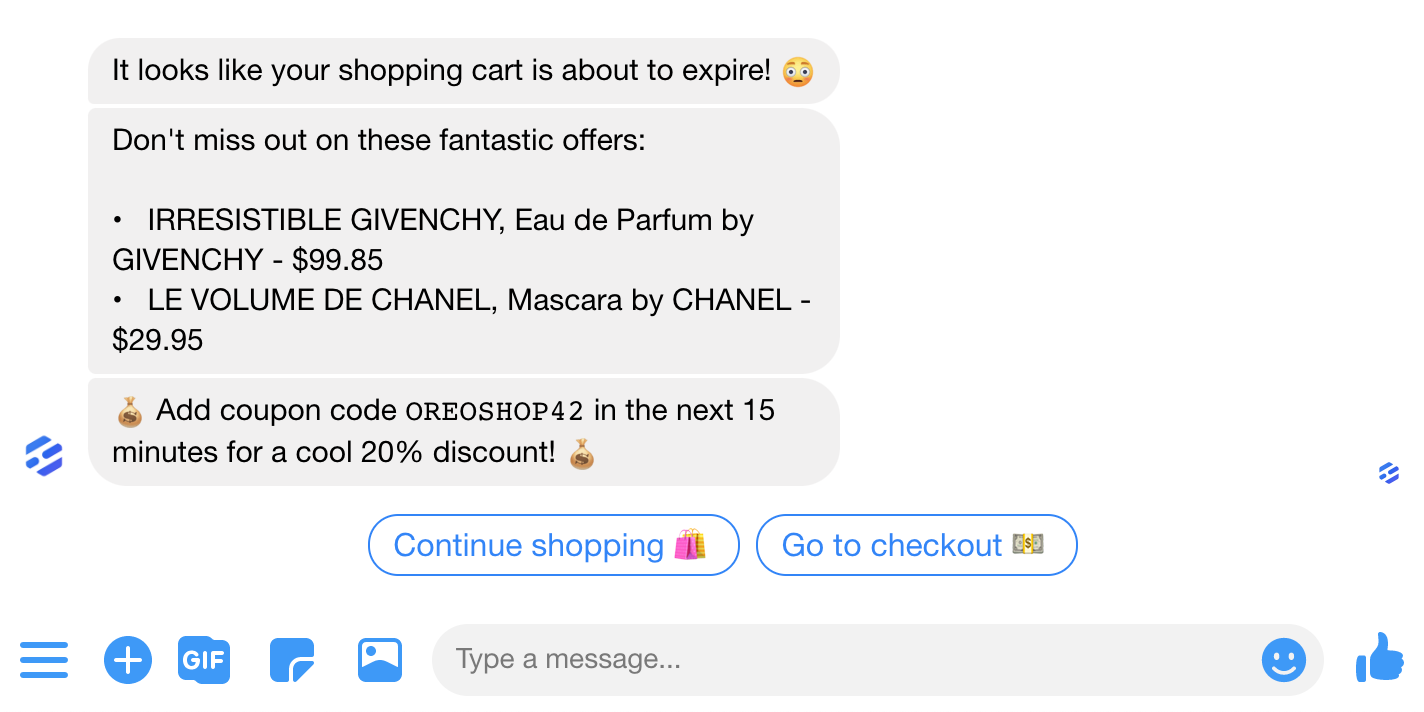 It looks like your shopping cart is about to expire! 😳
Don't miss out on these fantastic offers:
• IRRESISTIBLE GIVENCHY, Eau de Parfum by
GIVENCHY - $99.85
• LE VOLUME DE CHANEL, Mascara by CHANEL -
$29.95
💰 Add coupon code OREOSHOP42 in the next 15
minutes for a cool 20% discount! 💰
Continue shopping 🛍️
Go to checkout 💵
GIF
Type a message...